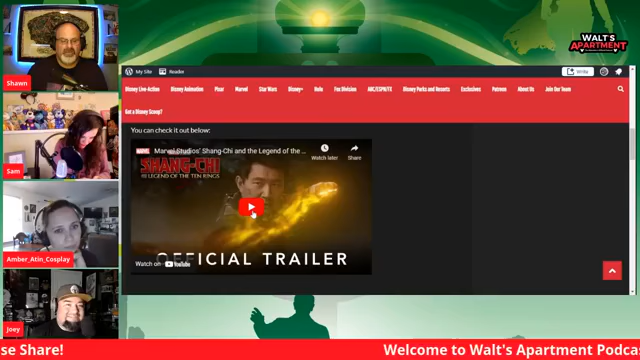 WALT'S
APARTMENT
Shawn
Sam
Amber_Atin_Cosplay
Joey
My Site Reader Write
Disney Live-Action Disney Animation Pixar Marvel Star Wars Disney+ Hulu Fox Division ABC/ESPN/FX Disney Parks and Resorts Exclusives Patreon About Us Join Our Team
Got a Disney Scoop?
You can check it out below:
MARVEL Marvel Studios' Shang-Chi and the Legend of the ...
Watch later Share
SHANG-CHI
LEGEND OF THE TEN RINGS
OFFICIAL TRAILER
Watch on YouTube
se Share! Welcome to Walt's Apartment Podca